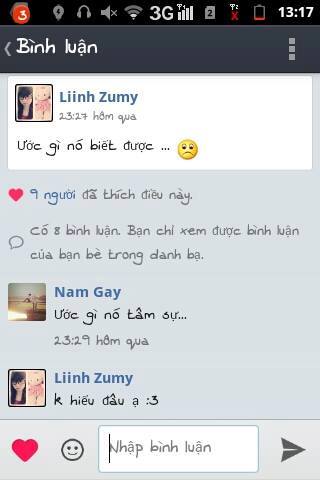 3 3G 2 13:17
Bình luận
Liinh Zumy
23:27 hôm qua
Ước gì nó biết được ...
9 người đã thích điều này.
Có 8 bình luận. Bạn chỉ xem được bình luận
của bạn bè trong danh bạ.
Nam Gay
Ước gì nó tâm sự...
23:29 hôm qua
Liinh Zumy
k hiểu đâu ạ :3
Nhập bình luận